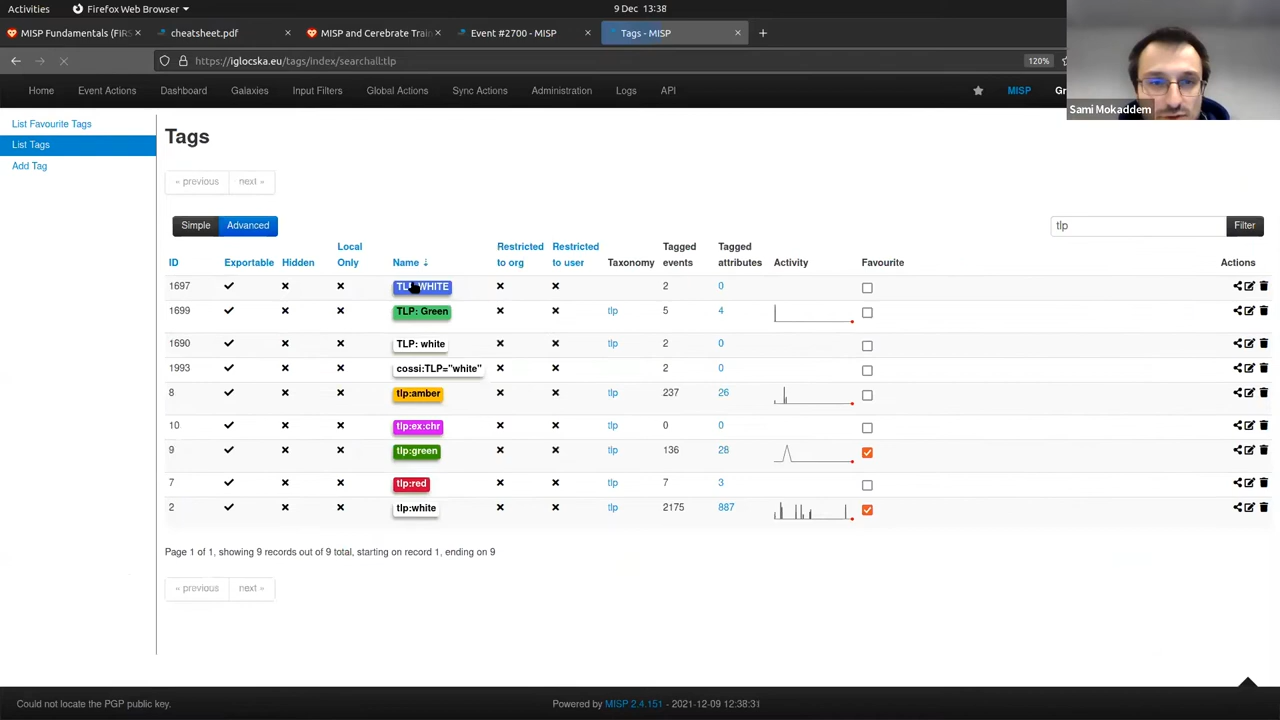 Activities
Firefox Web Browser
9 Dec 13:38
MISP Fundamentals (FIRS
cheatsheet.pdf
MISP and Cerebrate Train
Event #2700 - MISP
Tags - MISP
https://iglocska.eu/tags/index/searchall:tlp
120%
Home
Event Actions
Dashboard
Galaxies
Input Filters
Global Actions
Sync Actions
Administration
Logs
API
MISP
Gr
Sami Mokaddem
List Favourite Tags
List Tags
Add Tag
Tags
« previous next »
Simple Advanced
tlp Filter
ID Exportable Hidden Local Only Name Restricted to org Restricted to user Taxonomy Tagged events Tagged attributes Activity Favourite Actions
1697 WHITE 2 0
1699 TLP: Green tlp 5 4
1690 TLP: white tlp 2 0
1993 cossi:TLP="white" 2 0
8 tlp:amber tlp 237 26
10 tlp:ex:chr tlp 0 0
9 tlp:green tlp 136 28
7 tlp:red tlp 7 3
2 tlp:white tlp 2175 887
Page 1 of 1, showing 9 records out of 9 total, starting on record 1, ending on 9
« previous next »
Could not locate the PGP public key.
Powered by MISP 2.4.151 - 2021-12-09 12:38:31